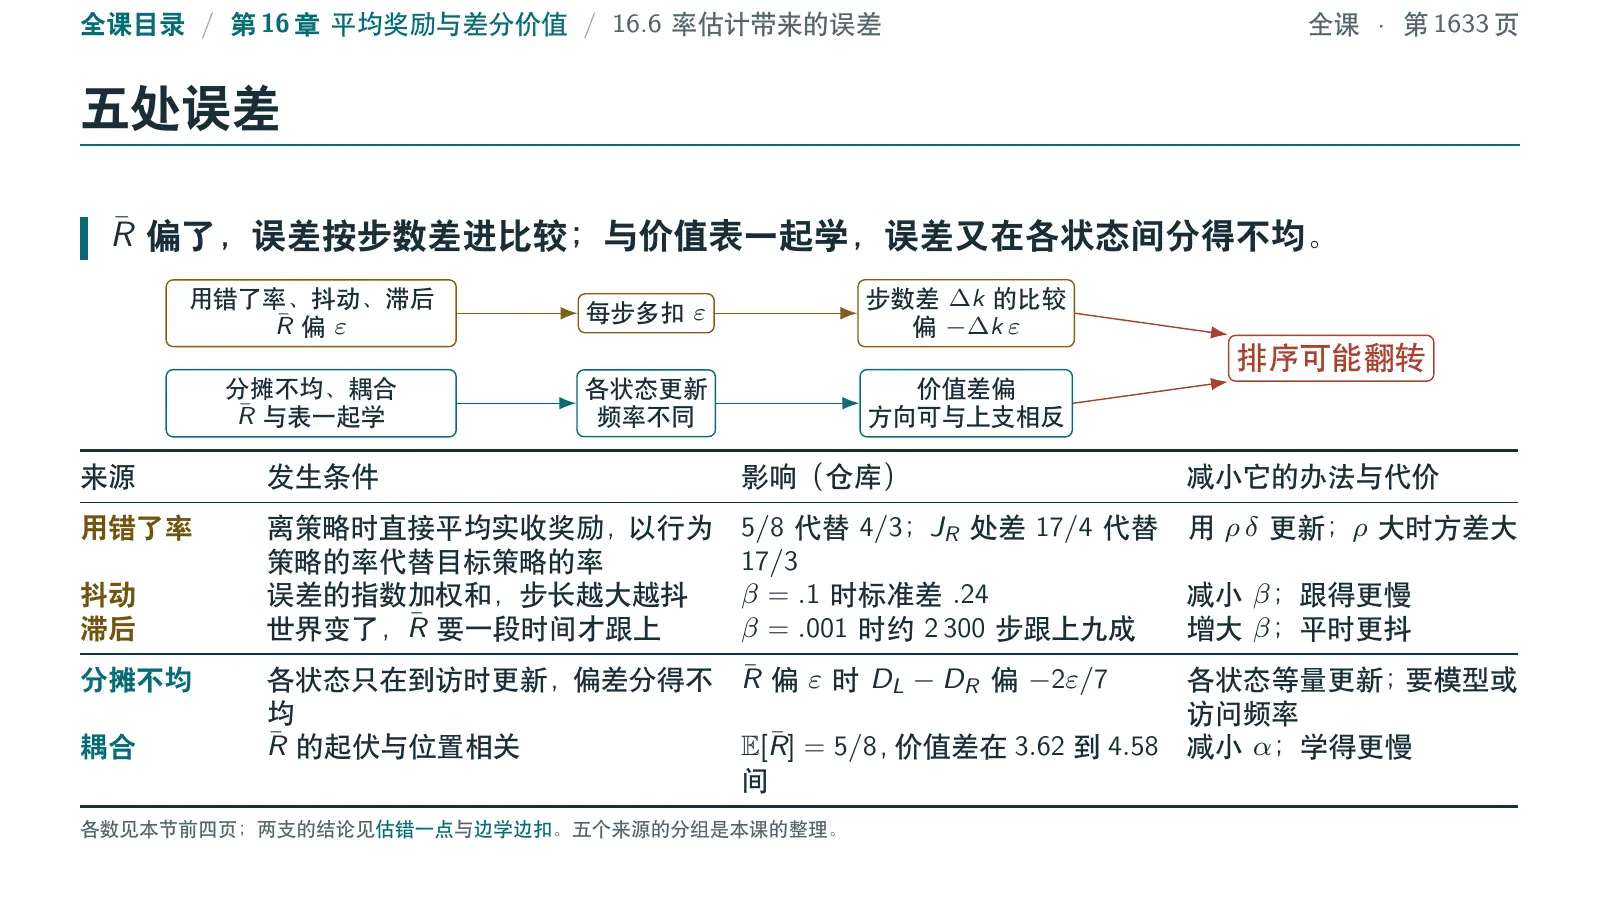 全课目录 / 第16章 平均奖励与差分价值 / 16.6 率估计带来的误差
全课 · 第1633页
五处误差
R̄ 偏了，误差按步数差进比较；与价值表一起学，误差又在各状态间分得不均。
用错了率、抖动、滞后
R̄ 偏 ε
每步多扣 ε
步数差 Δk 的比较
偏 −Δk ε
排序可能翻转
分摊不均、耦合
R̄ 与表一起学
各状态更新
频率不同
价值差偏
方向可与上支相反
来源 发生条件 影响（仓库） 减小它的办法与代价
用错了率 离策略时直接平均实收奖励，以行为 5/8 代替 4/3；J_R 处差 17/4 代替 用 ρ δ 更新；ρ 大时方差大
策略的率代替目标策略的率 17/3
抖动 误差的指数加权和，步长越大越抖 β = .1 时标准差 .24 减小 β；跟得更慢
滞后 世界变了，R̄ 要一段时间才跟上 β = .001 时约 2 300 步跟上九成 增大 β；平时更抖
分摊不均 各状态只在到访时更新，偏差分得不 R̄ 偏 ε 时 D_L − D_R 偏 −2ε/7 各状态等量更新；要模型或
均 访问频率
耦合 R̄ 的起伏与位置相关 𝔼[R̄] = 5/8，价值差在 3.62 到 4.58 减小 α；学得更慢
间
各数见本节前四页；两支的结论见估错一点与边学边扣。五个来源的分组是本课的整理。